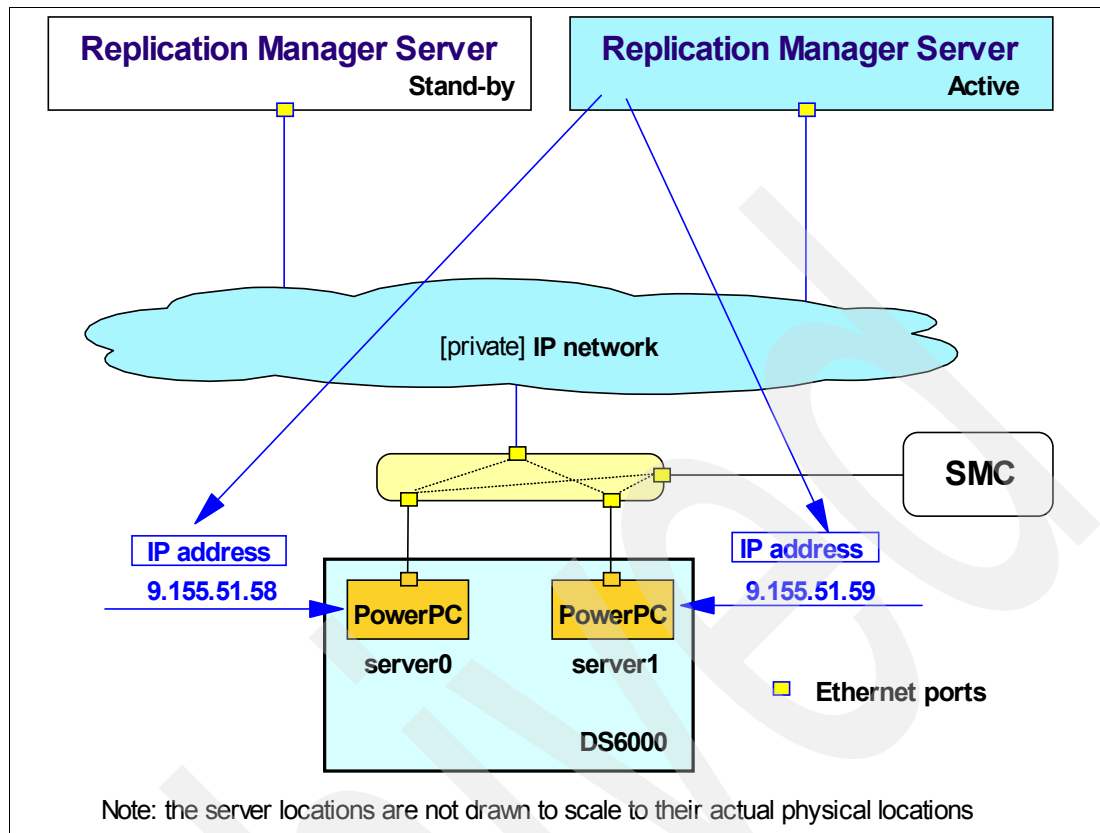 Replication Manager Server
Stand-by
Replication Manager Server
Active
[private] IP network
SMC
IP address
9.155.51.58
IP address
9.155.51.59
PowerPC
server0
PowerPC
server1
Ethernet ports
DS6000
Note: the server locations are not drawn to scale to their actual physical locations